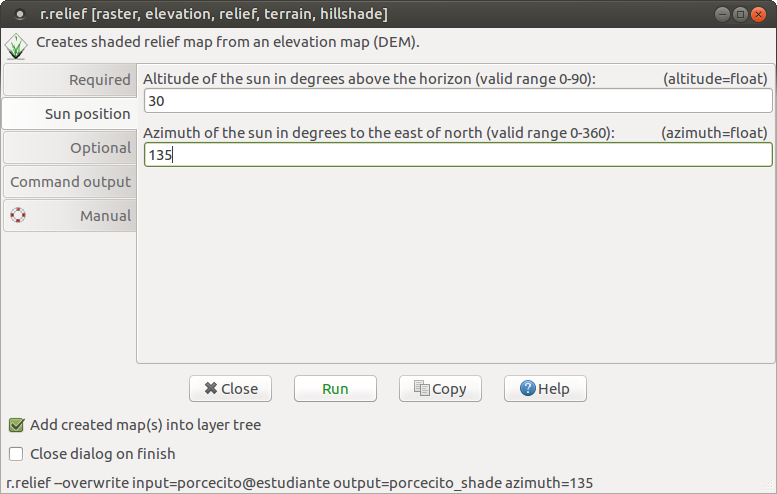 r.relief [raster, elevation, relief, terrain, hillshade]
Creates shaded relief map from an elevation map (DEM).
Required
Sun position
Optional
Command output
Manual
Altitude of the sun in degrees above the horizon (valid range 0-90): (altitude=float)
30
Azimuth of the sun in degrees to the east of north (valid range 0-360): (azimuth=float)
135
Close Run Copy Help
Add created map(s) into layer tree
Close dialog on finish
r.relief --overwrite input=porcecito@estudiante output=porcecito_shade azimuth=135